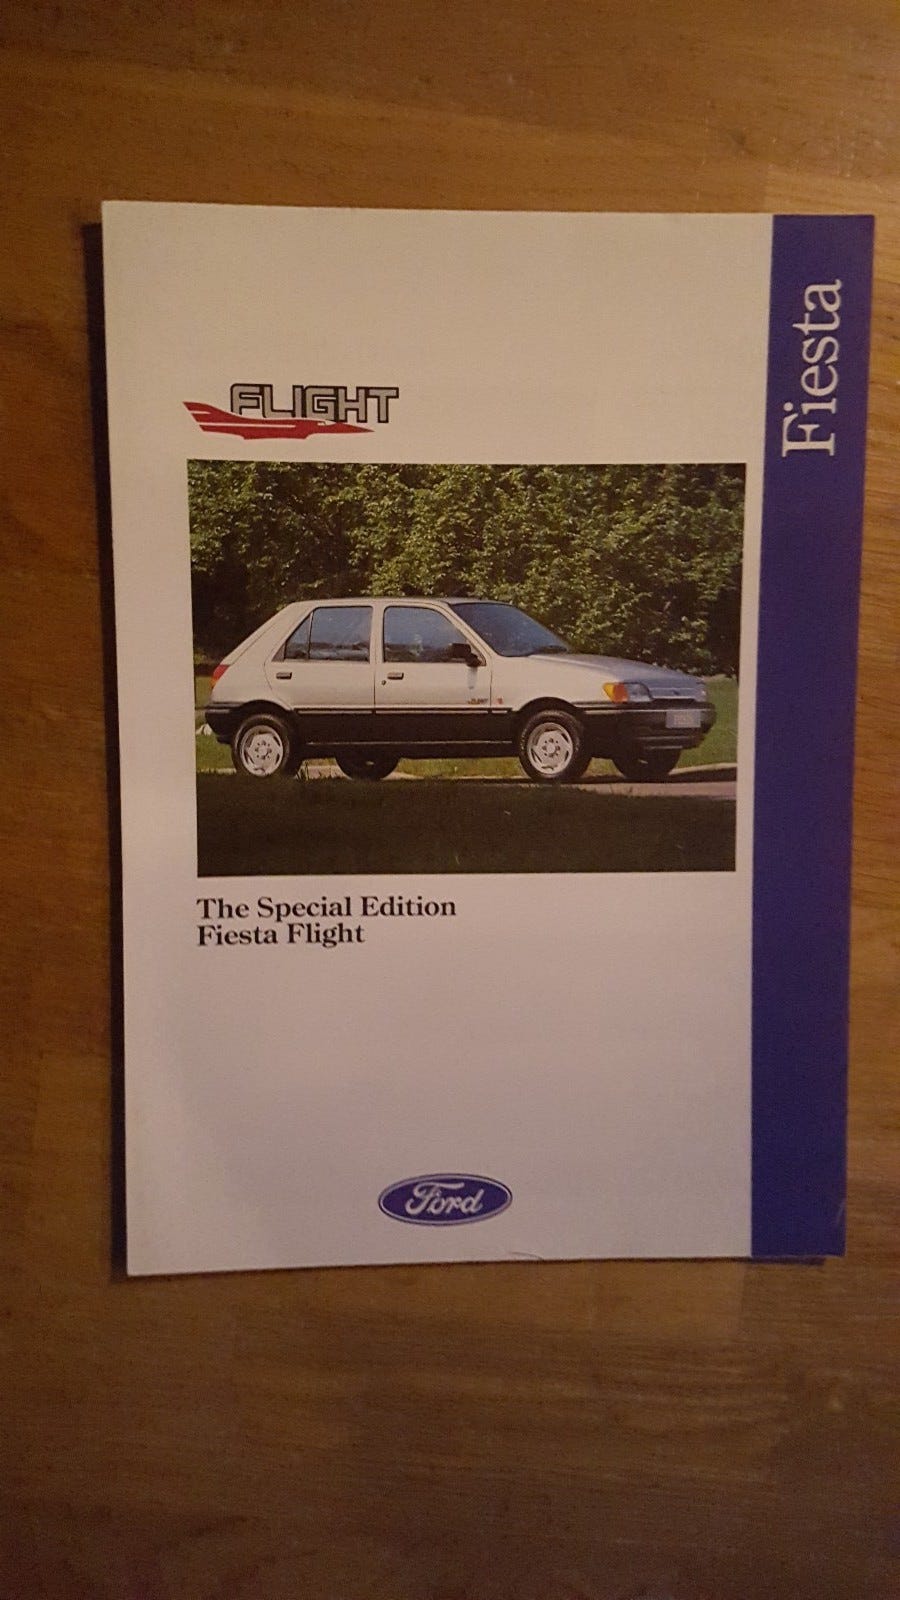 Fiesta
FLIGHT
The Special Edition
Fiesta Flight
Ford